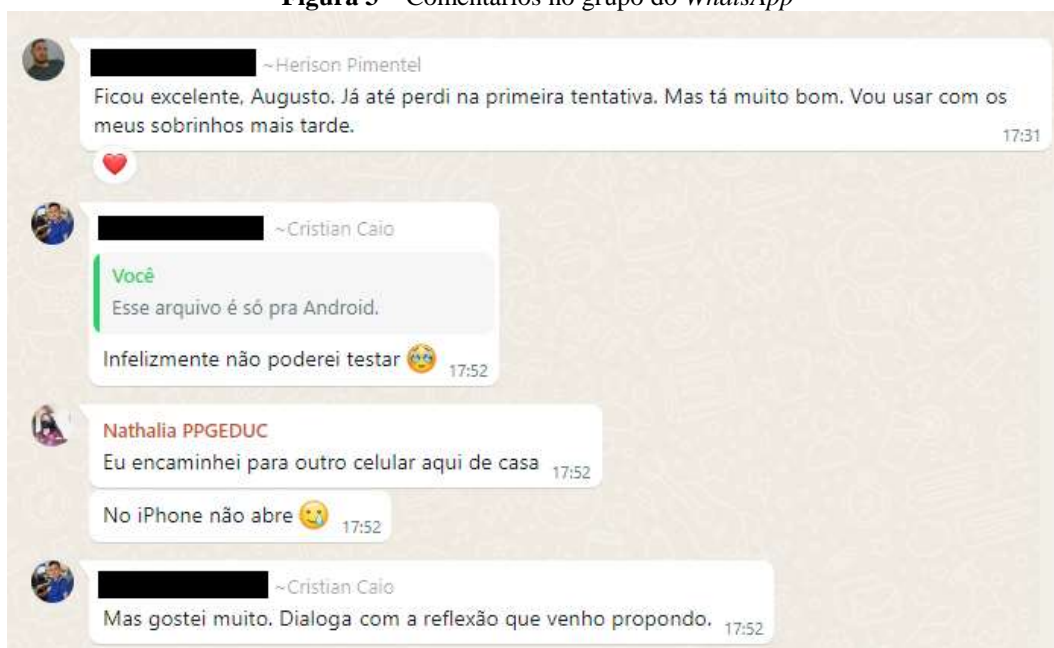 Figura 5 – Comentários no grupo do WhatsApp
~Herison Pimentel
Ficou excelente, Augusto. Já até perdi na primeira tentativa. Mas tá muito bom. Vou usar com os
meus sobrinhos mais tarde.
17:31
~Cristian Caio
Você
Esse arquivo é só pra Android.
Infelizmente não poderei testar 🥹 17:52
Nathalia PPGEDUC
Eu encaminhei para outro celular aqui de casa 17:52
No iPhone não abre 🥲 17:52
~Cristian Caio
Mas gostei muito. Dialoga com a reflexão que venho propondo. 17:52